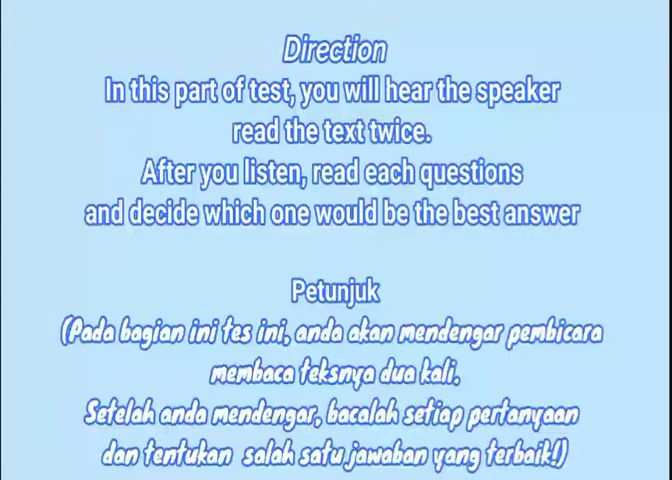 Direction
In this part of test, you will hear the speaker
read the text twice.
After you listen, read each questions
and decide which one would be the best answer
Petunjuk
(Pada bagian ini tes ini, anda akan mendengar pembicara
membaca teksnya dua kali.
Setelah anda mendengar, bacalah setiap pertanyaan
dan tentukan salah satu jawaban yang terbaik!)